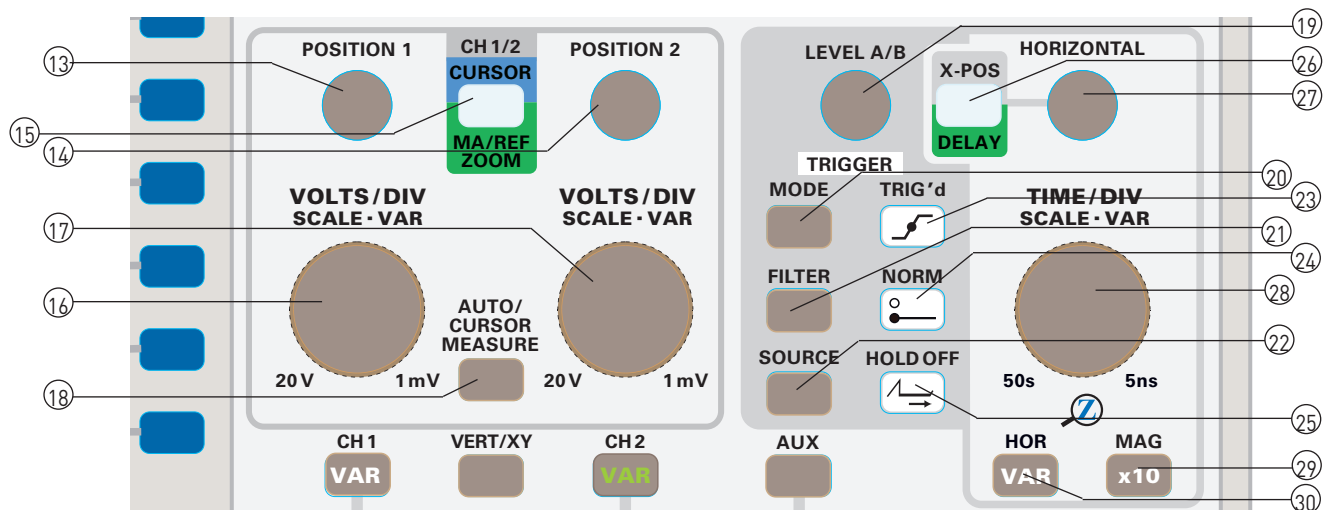 POSITION 1
CH 1/2
POSITION 2
CURSOR
MA/REF
ZOOM
LEVEL A/B
HORIZONTAL
X-POS
DELAY
TRIGGER
MODE
TRIG'd
VOLTS/DIV
SCALE · VAR
VOLTS/DIV
SCALE · VAR
TIME/DIV
SCALE · VAR
FILTER
NORM
AUTO/
CURSOR
MEASURE
SOURCE
HOLD OFF
20 V
1 mV
20 V
1 mV
50s
5ns
Z
CH 1
VERT/XY
CH 2
AUX
HOR
MAG
VAR
VAR
VAR
x10
13
15
14
17
16
18
19
26
27
20
23
21
24
28
22
25
29
30